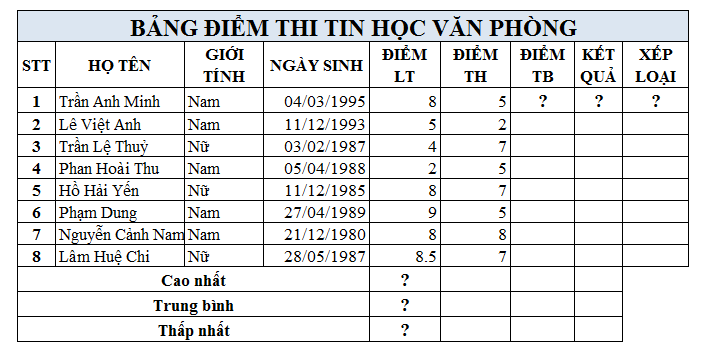 BẢNG ĐIỂM THI TIN HỌC VĂN PHÒNG
STT HỌ TÊN GIỚI TÍNH NGÀY SINH ĐIỂM LT ĐIỂM TH ĐIỂM TB KẾT QUẢ XẾP LOẠI
1 Trần Anh Minh Nam 04/03/1995 8 5 ? ? ?
2 Lê Việt Anh Nam 11/12/1993 5 2
3 Trần Lệ Thuỷ Nữ 03/02/1987 4 7
4 Phan Hoài Thu Nam 05/04/1988 2 5
5 Hồ Hải Yến Nữ 11/12/1985 8 7
6 Phạm Dung Nam 27/04/1989 9 5
7 Nguyễn Cảnh Nam Nam 21/12/1980 8 8
8 Lâm Huệ Chi Nữ 28/05/1987 8.5 7
Cao nhất ?
Trung bình ?
Thấp nhất ?